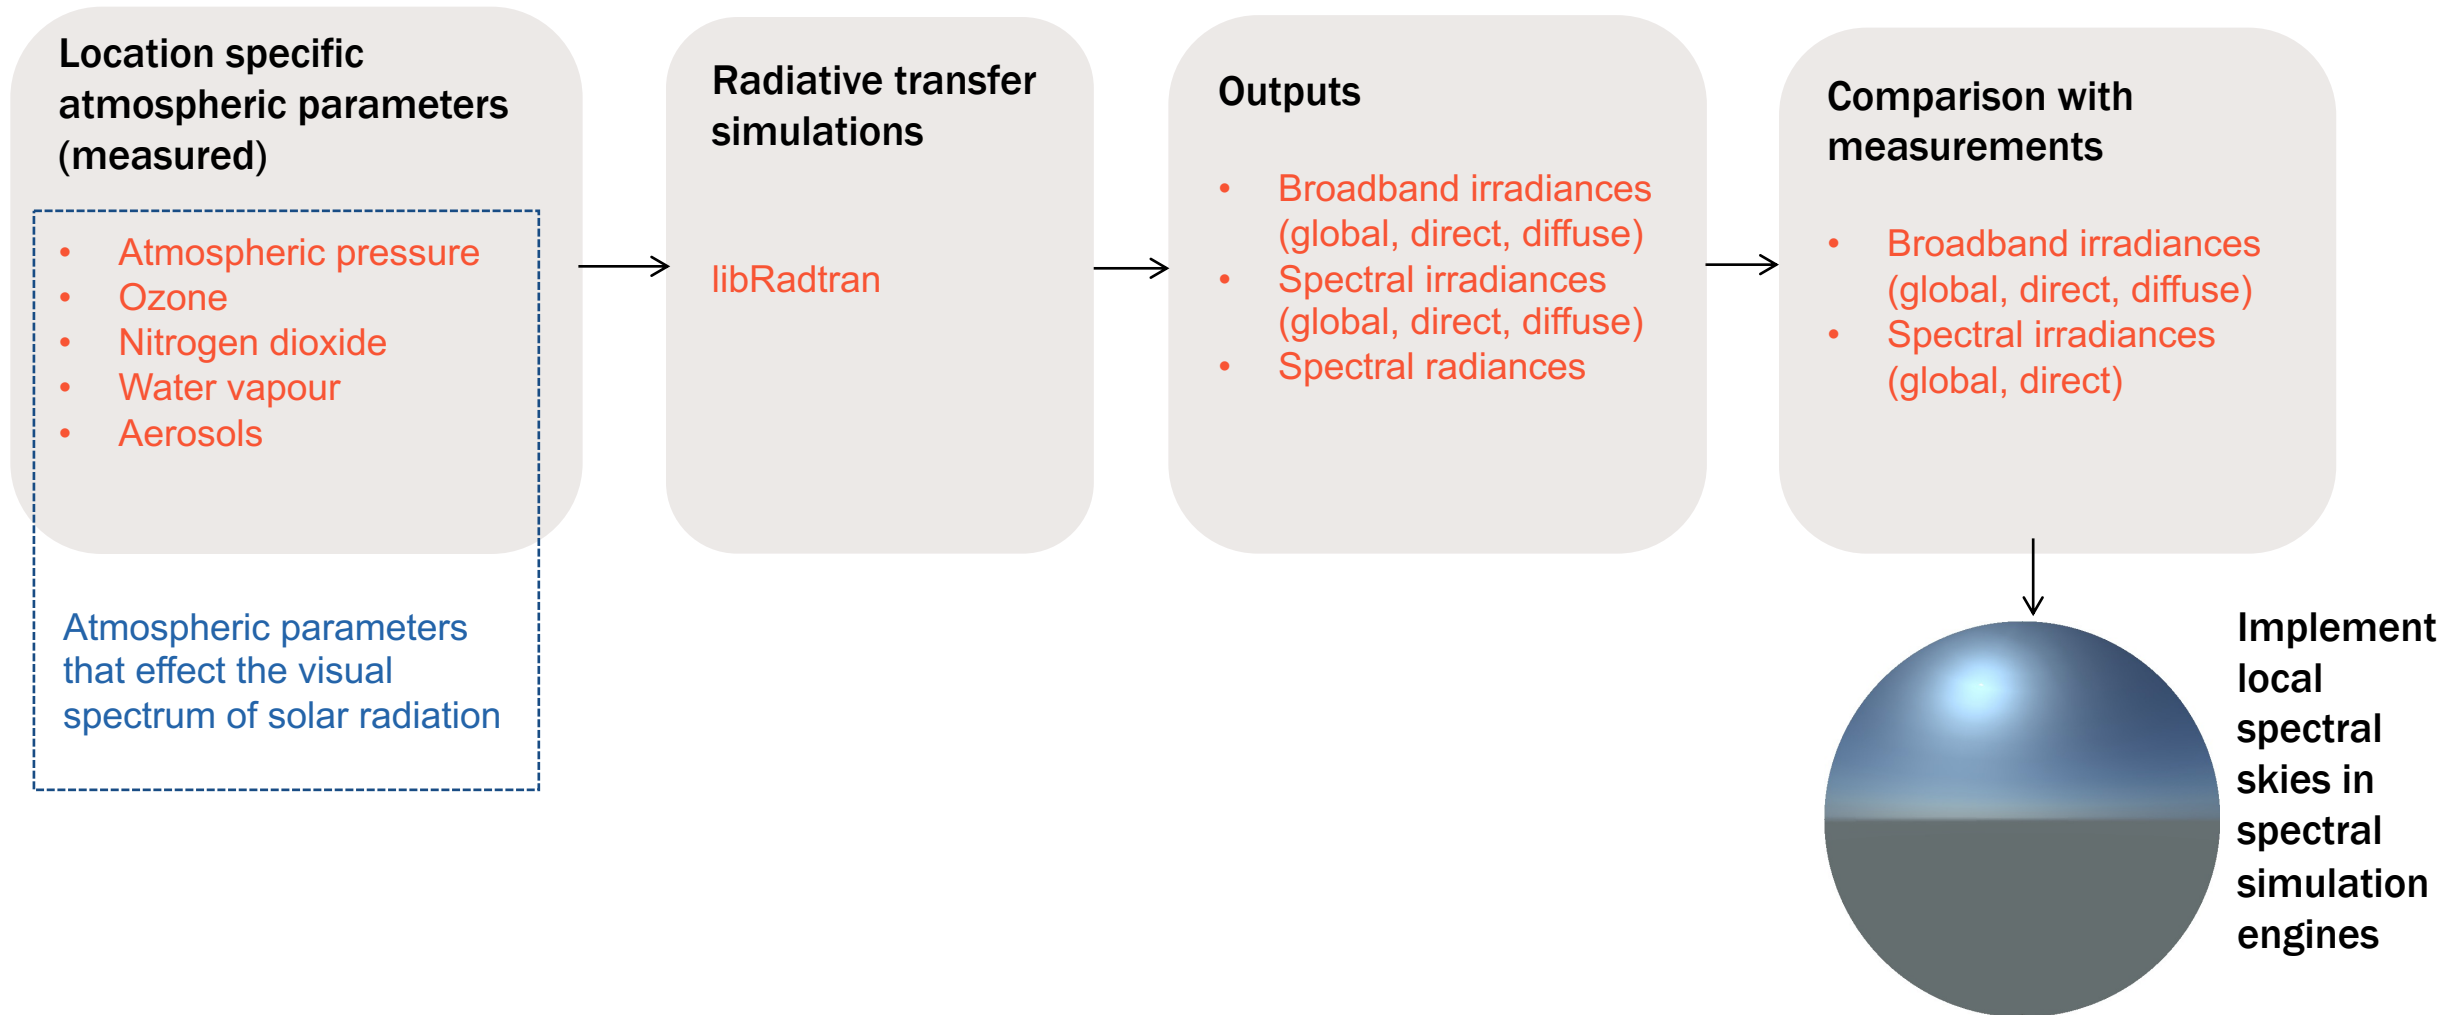 Location specific
atmospheric parameters
(measured)
• Atmospheric pressure
• Ozone
• Nitrogen dioxide
• Water vapour
• Aerosols
Atmospheric parameters
that effect the visual
spectrum of solar radiation
Radiative transfer
simulations
libRadtran
Outputs
• Broadband irradiances
(global, direct, diffuse)
• Spectral irradiances
(global, direct, diffuse)
• Spectral radiances
Comparison with
measurements
• Broadband irradiances
(global, direct, diffuse)
• Spectral irradiances
(global, direct)
Implement
local
spectral
skies in
spectral
simulation
engines